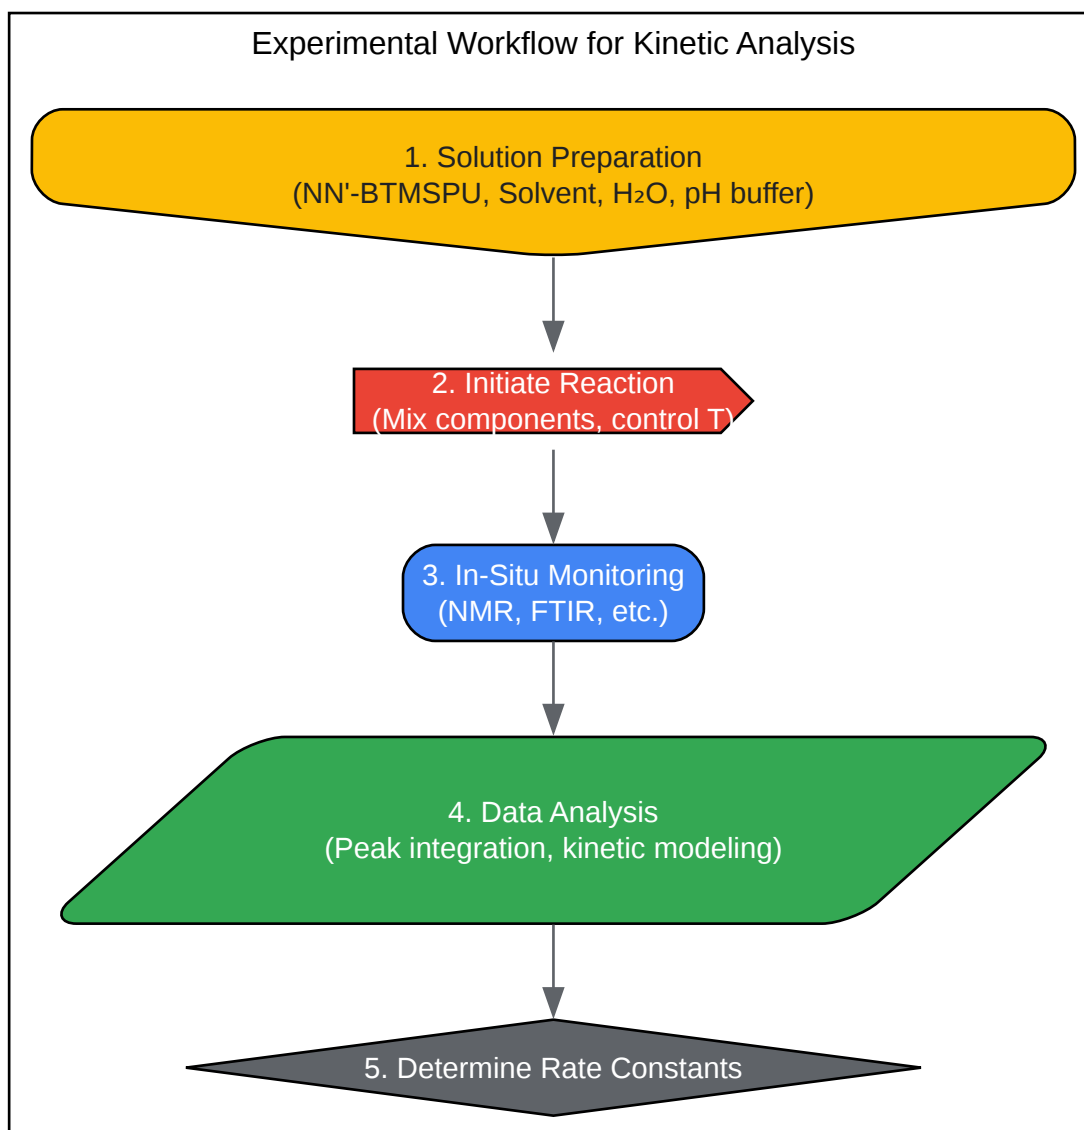 Experimental Workflow for Kinetic Analysis
1. Solution Preparation
(NN'-BTMSPU, Solvent, H₂O, pH buffer)
2. Initiate Reaction
(Mix components, control T)
3. In-Situ Monitoring
(NMR, FTIR, etc.)
4. Data Analysis
(Peak integration, kinetic modeling)
5. Determine Rate Constants